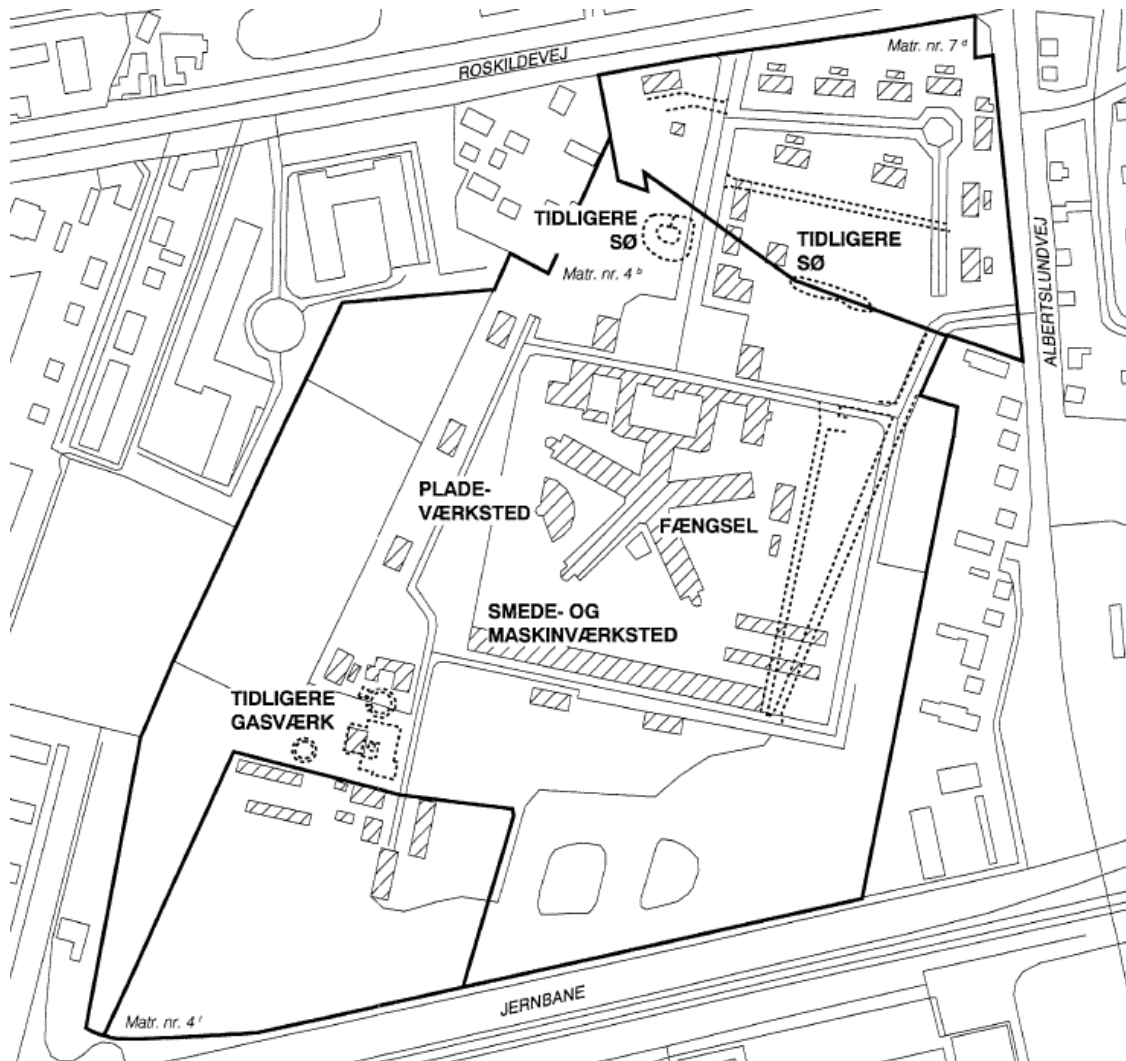 Matr. nr. 7 d
ROSKILDEVEJ
TIDLIGERE
SØ
TIDLIGERE
SØ
Matr. nr. 4 b
ALBERTSLUNDVEJ
PLADE-
VÆRKSTED
FÆNGSEL
SMEDE- OG
MASKINVÆRKSTED
TIDLIGERE
GASVÆRK
JERNBANE
Matr. nr. 4 f